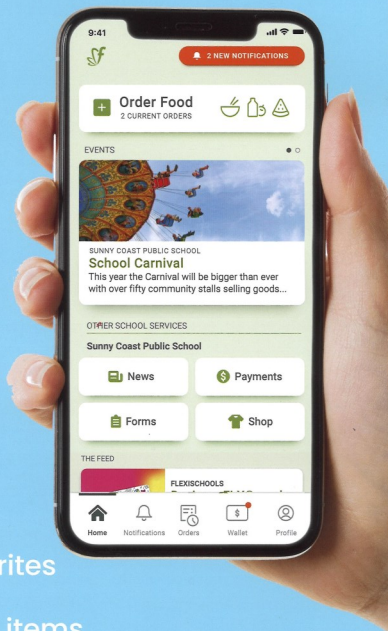 9:41
2 NEW NOTIFICATIONS
Order Food
2 CURRENT ORDERS
EVENTS
SUNNY COAST PUBLIC SCHOOL
School Carnival
This year the Carnival will be bigger than ever
with over fifty community stalls selling goods...
OTHER SCHOOL SERVICES
Sunny Coast Public School
News
Payments
Forms
Shop
THE FEED
FLEXISCHOOLS
Home
Notifications
Orders
Wallet
Profile
rites
items